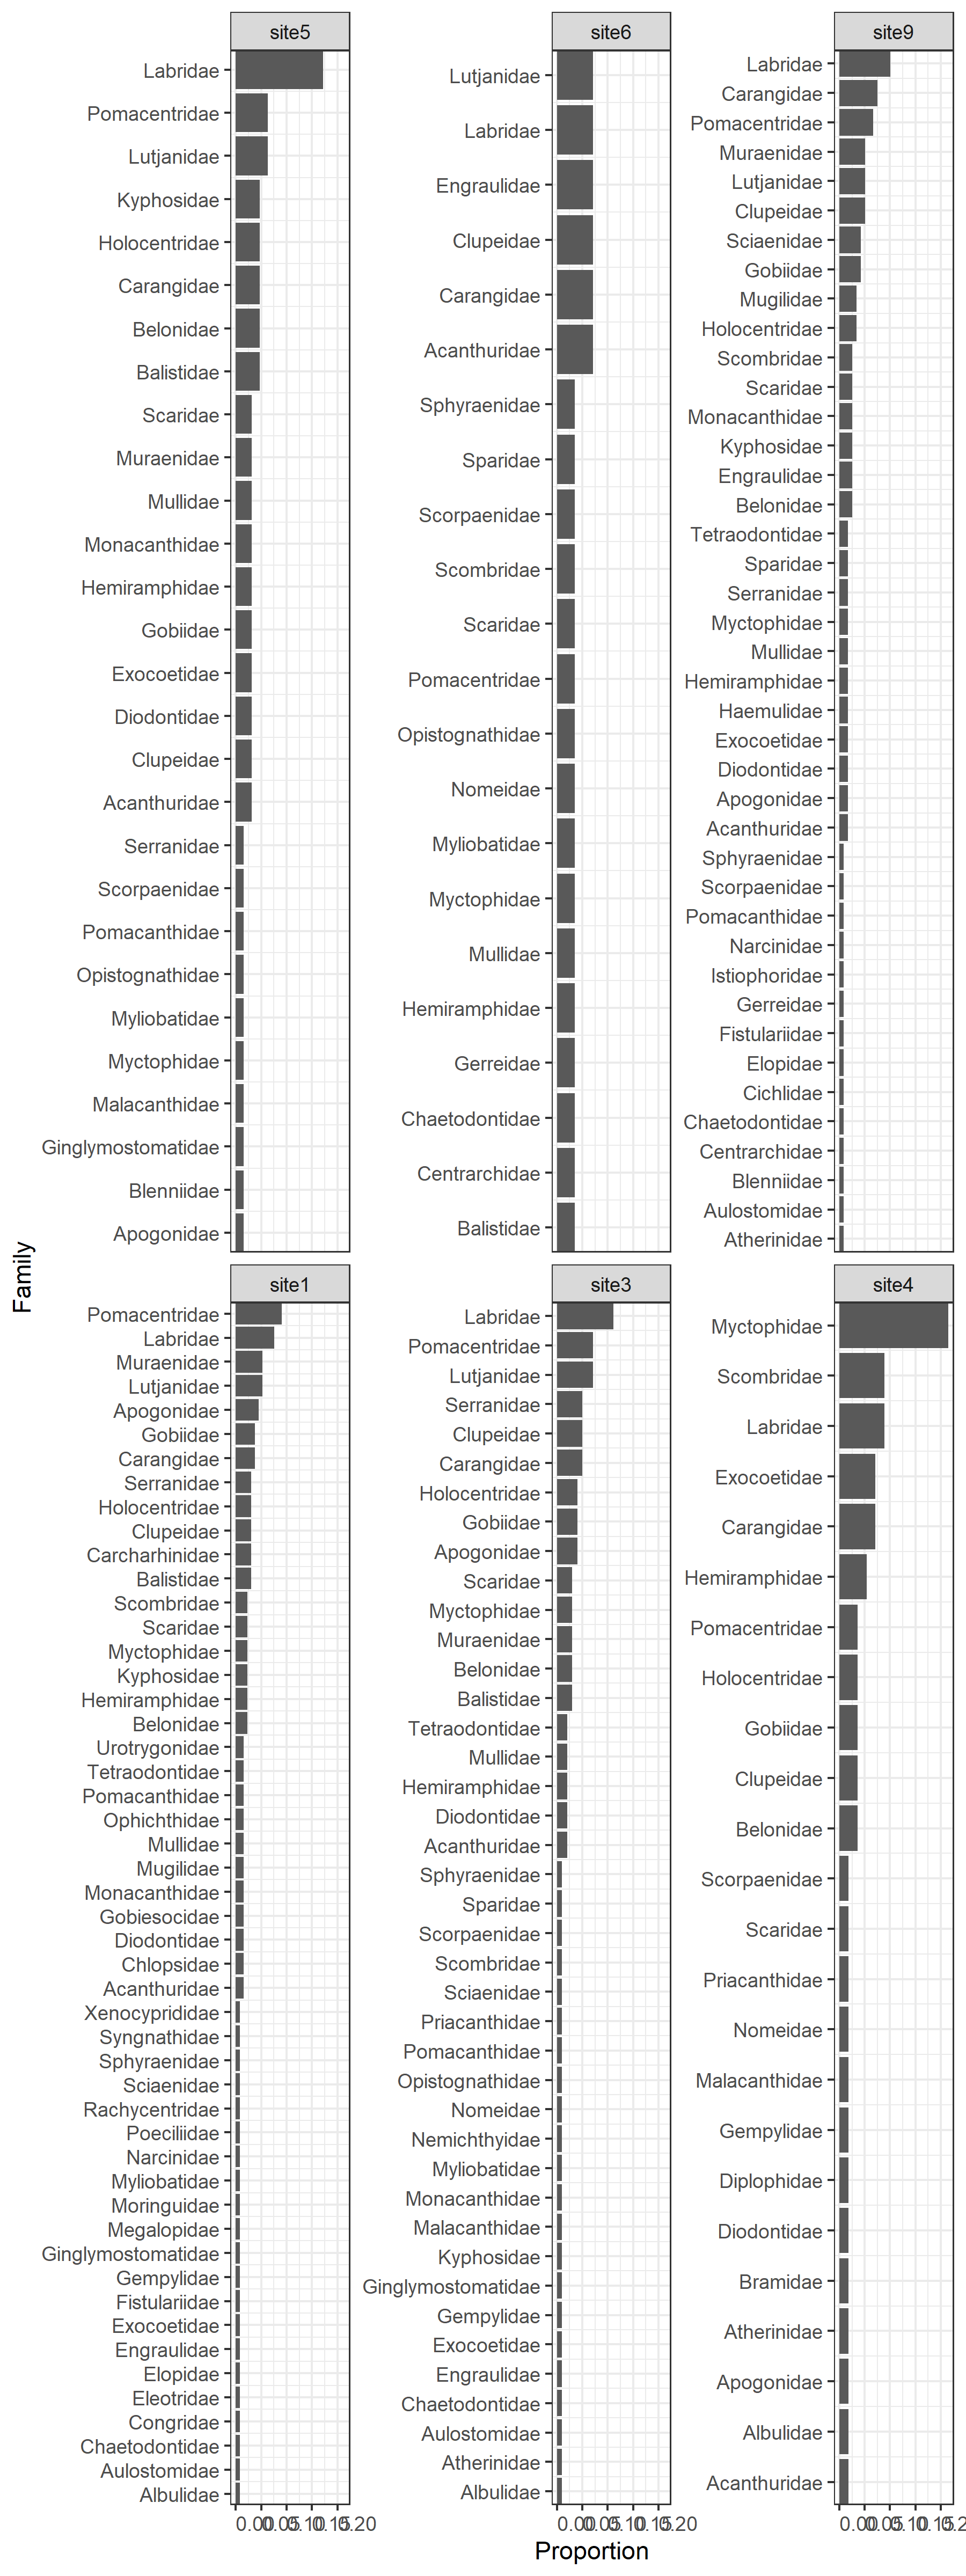 site5
Labridae
Pomacentridae
Lutjanidae
Kyphosidae
Holocentridae
Carangidae
Belonidae
Balistidae
Scaridae
Muraenidae
Mullidae
Monacanthidae
Hemiramphidae
Gobiidae
Exocoetidae
Diodontidae
Clupeidae
Acanthuridae
Serranidae
Scorpaenidae
Pomacanthidae
Opistognathidae
Myliobatidae
Myctophidae
Malacanthidae
Ginglymostomatidae
Blenniidae
Apogonidae
site6
Lutjanidae
Labridae
Engraulidae
Clupeidae
Carangidae
Acanthuridae
Sphyraenidae
Sparidae
Scorpaenidae
Scombridae
Scaridae
Pomacentridae
Opistognathidae
Nomeidae
Myliobatidae
Myctophidae
Mullidae
Hemiramphidae
Gerreidae
Chaetodontidae
Centrarchidae
Balistidae
site9
Labridae
Carangidae
Pomacentridae
Muraenidae
Lutjanidae
Clupeidae
Sciaenidae
Gobiidae
Mugilidae
Holocentridae
Scombridae
Scaridae
Monacanthidae
Kyphosidae
Engraulidae
Belonidae
Tetraodontidae
Sparidae
Serranidae
Myctophidae
Mullidae
Hemiramphidae
Haemulidae
Exocoetidae
Diodontidae
Apogonidae
Acanthuridae
Sphyraenidae
Scorpaenidae
Pomacanthidae
Narcinidae
Istiophoridae
Gerreidae
Fistulariidae
Elopidae
Cichlidae
Chaetodontidae
Centrarchidae
Blenniidae
Aulostomidae
Atherinidae
Family
site1
Pomacentridae
Labridae
Muraenidae
Lutjanidae
Apogonidae
Gobiidae
Carangidae
Serranidae
Holocentridae
Clupeidae
Carcharhinidae
Balistidae
Scombridae
Scaridae
Myctophidae
Kyphosidae
Hemiramphidae
Belonidae
Urotrygonidae
Tetraodontidae
Pomacanthidae
Ophichthidae
Mullidae
Mugilidae
Monacanthidae
Gobiesocidae
Diodontidae
Chlopsidae
Acanthuridae
Xenocyprididae
Syngnathidae
Sphyraenidae
Sciaenidae
Rachycentridae
Poeciliidae
Narcinidae
Myliobatidae
Moringuidae
Megalopidae
Ginglymostomatidae
Gempylidae
Fistulariidae
Exocoetidae
Engraulidae
Elopidae
Eleotridae
Congridae
Chaetodontidae
Aulostomidae
Albulidae
site3
Labridae
Pomacentridae
Lutjanidae
Serranidae
Clupeidae
Carangidae
Holocentridae
Gobiidae
Apogonidae
Scaridae
Myctophidae
Muraenidae
Belonidae
Balistidae
Tetraodontidae
Mullidae
Hemiramphidae
Diodontidae
Acanthuridae
Sphyraenidae
Sparidae
Scorpaenidae
Scombridae
Sciaenidae
Priacanthidae
Pomacanthidae
Opistognathidae
Nomeidae
Nemichthyidae
Myliobatidae
Monacanthidae
Malacanthidae
Kyphosidae
Ginglymostomatidae
Gempylidae
Exocoetidae
Engraulidae
Chaetodontidae
Aulostomidae
Atherinidae
Albulidae
site4
Myctophidae
Scombridae
Labridae
Exocoetidae
Carangidae
Hemiramphidae
Pomacentridae
Holocentridae
Gobiidae
Clupeidae
Belonidae
Scorpaenidae
Scaridae
Priacanthidae
Nomeidae
Malacanthidae
Gempylidae
Diplophidae
Diodontidae
Bramidae
Atherinidae
Apogonidae
Albulidae
Acanthuridae
0.00 0.05 0.10 0.15 0.20 0.00 0.05 0.10 0.15 0.20 0.00 0.05 0.10 0.15 0.20
Proportion